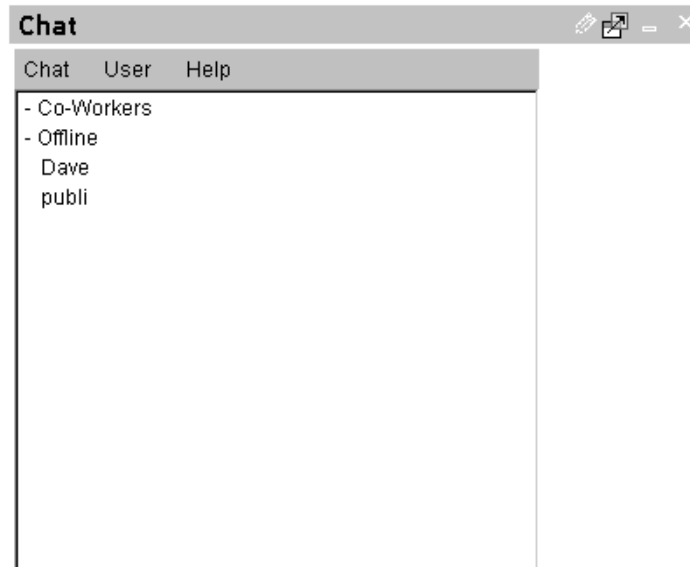 Chat
Chat User Help
- Co-Workers
- Offline
Dave
publi